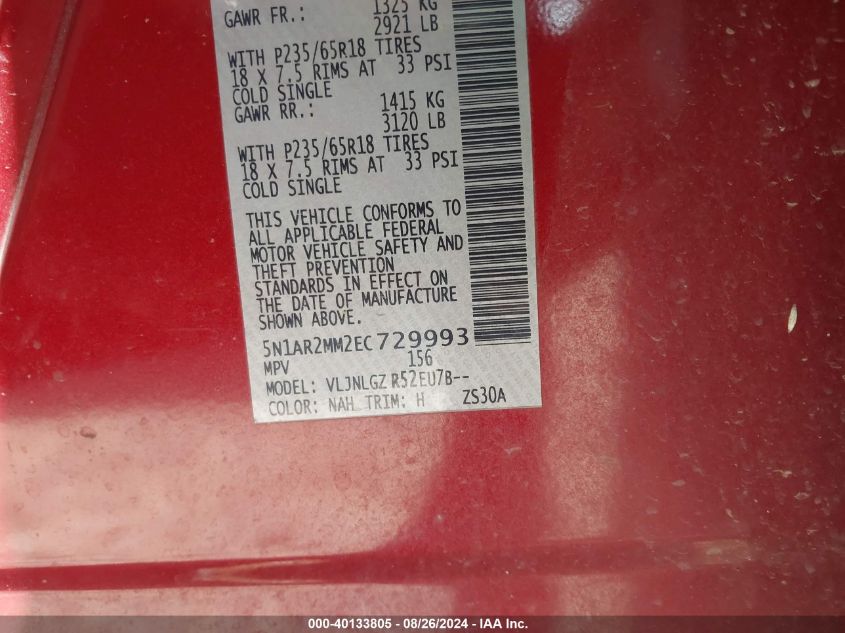 GAWR FR.: 1325 KG
2921 LB
WITH P235/65R18 TIRES
18 X 7.5 RIMS AT 33 PSI
COLD SINGLE
GAWR RR.: 1415 KG
3120 LB
WITH P235/65R18 TIRES
18 X 7.5 RIMS AT 33 PSI
COLD SINGLE
THIS VEHICLE CONFORMS TO
ALL APPLICABLE FEDERAL
MOTOR VEHICLE SAFETY AND
THEFT PREVENTION
STANDARDS IN EFFECT ON
THE DATE OF MANUFACTURE
SHOWN ABOVE.
5N1AR2MM2EC729993
MPV 156
MODEL: VLJNLGZ R52EU7B--
COLOR: NAH TRIM: H ZS30A
000-40133805 | 08/26/2024 - IAA Inc.